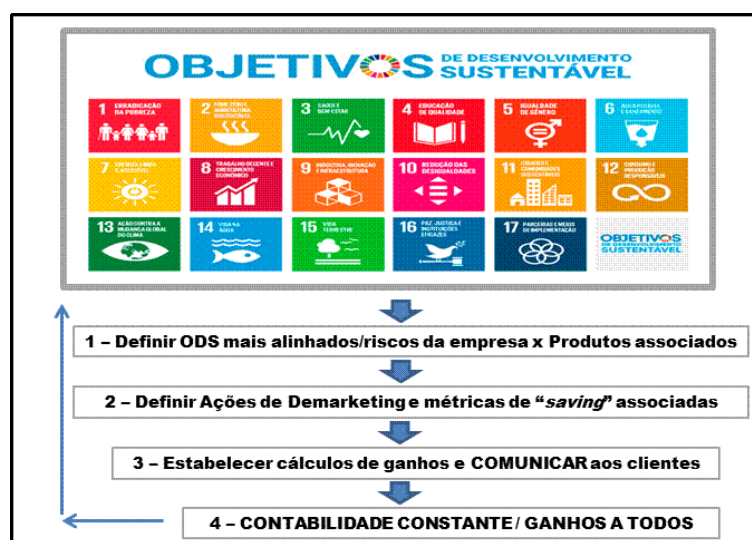 OBJETIVOS DE DESENVOLVIMENTO
SUSTENTÁVEL
1 ERRADICAÇÃO
DA POBREZA
2 FOME ZERO E
AGRICULTURA
SUSTENTÁVEL
3 SAÚDE E
BEM-ESTAR
4 EDUCAÇÃO
DE QUALIDADE
5 IGUALDADE
DE GÊNERO
6 ÁGUA POTÁVEL
E SANEAMENTO
7 ENERGIA LIMPA
E ACESSÍVEL
8 TRABALHO DECENTE E
CRESCIMENTO
ECONÔMICO
9 INDÚSTRIA, INOVAÇÃO
E INFRAESTRUTURA
10 REDUÇÃO DAS
DESIGUALDADES
11 CIDADES E
COMUNIDADES
SUSTENTÁVEIS
12 CONSUMO E
PRODUÇÃO
RESPONSÁVEIS
13 AÇÃO CONTRA A
MUDANÇA GLOBAL
DO CLIMA
14 VIDA NA
ÁGUA
15 VIDA
TERRESTRE
16 PAZ, JUSTIÇA E
INSTITUIÇÕES
EFICAZES
17 PARCERIAS E MEIOS
DE IMPLEMENTAÇÃO
OBJETIVOS
DE DESENVOLVIMENTO
SUSTENTÁVEL
1 – Definir ODS mais alinhados/riscos da empresa x Produtos associados
2 – Definir Ações de Demarketing e métricas de “saving” associadas
3 – Estabelecer cálculos de ganhos e COMUNICAR aos clientes
4 – CONTABILIDADE CONSTANTE / GANHOS A TODOS